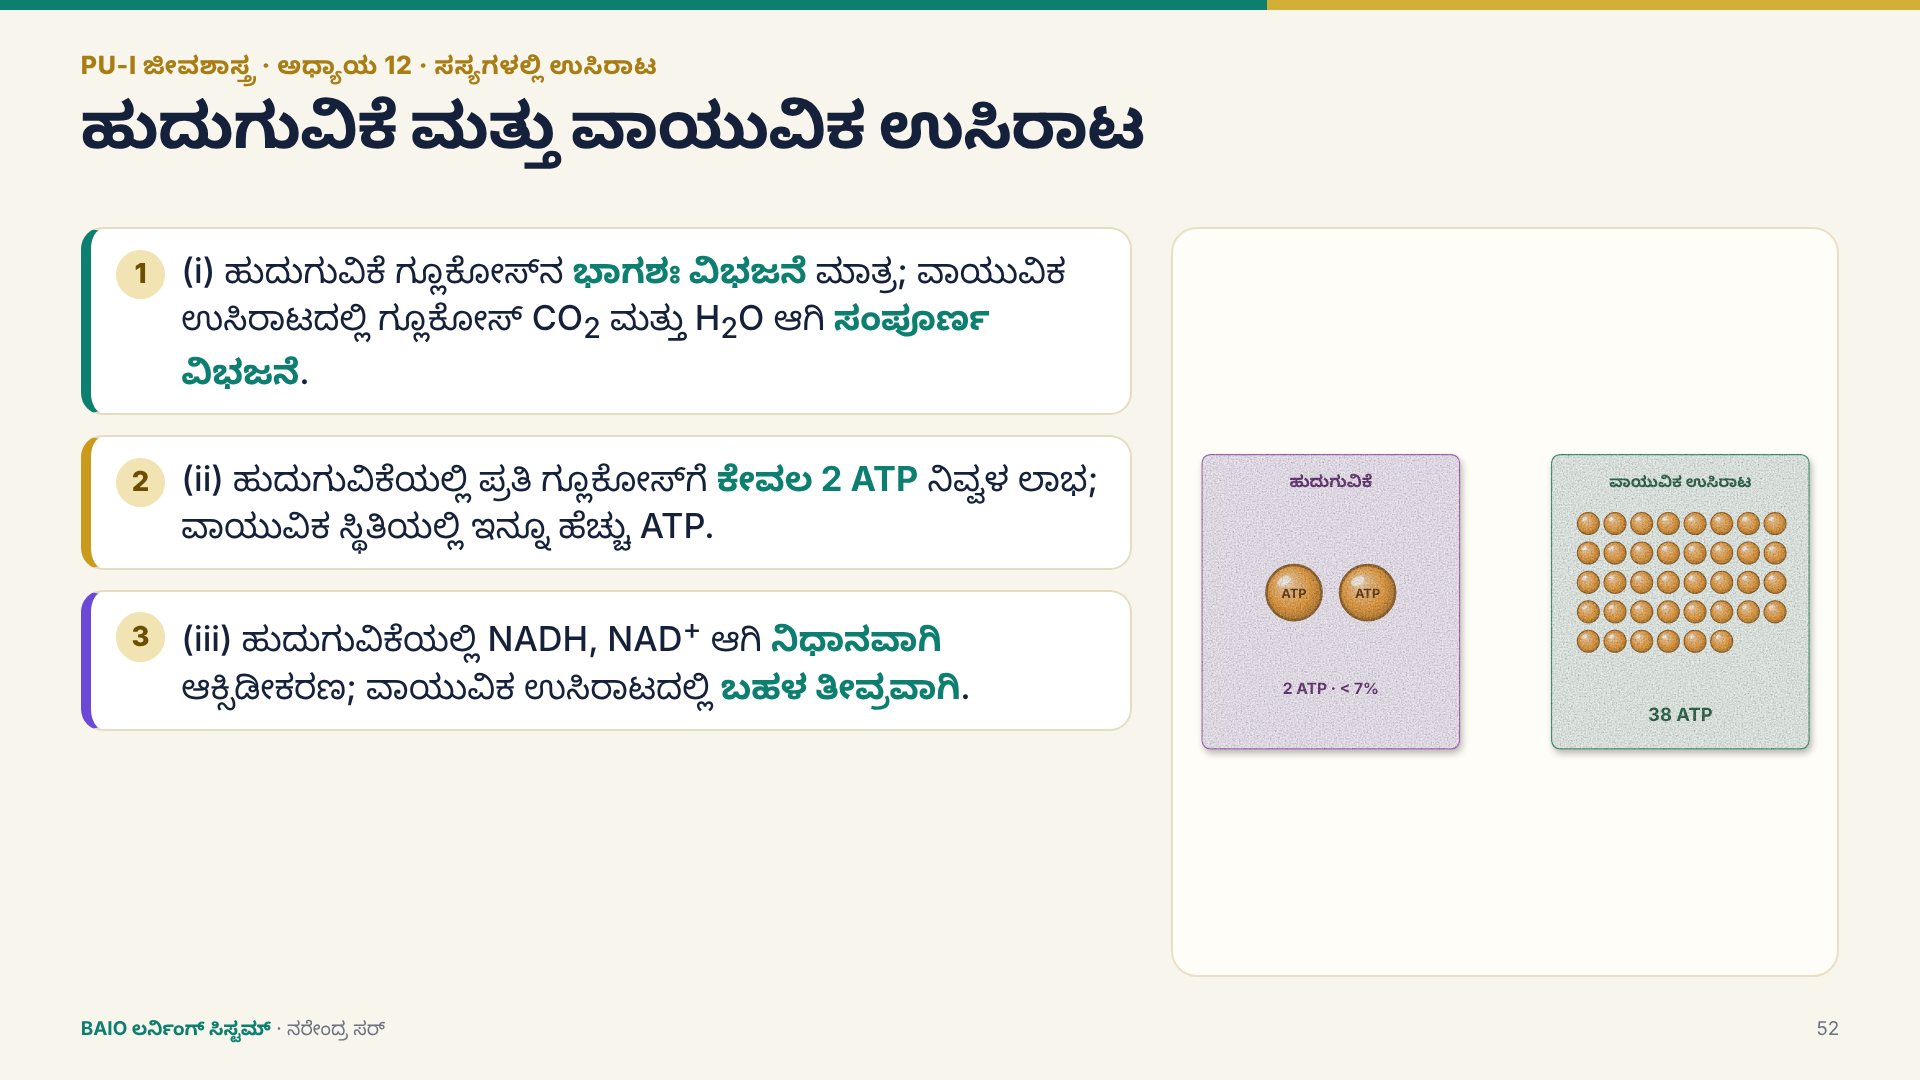 PU-I ಜೀವಶಾಸ್ತ್ರ · ಅಧ್ಯಾಯ 12 · ಸಸ್ಯಗಳಲ್ಲಿ ಉಸಿರಾಟ
ಹುದುಗುವಿಕೆ ಮತ್ತು ವಾಯುವಿಕ ಉಸಿರಾಟ
1 (i) ಹುದುಗುವಿಕೆ ಗ್ಲೂಕೋಸ್‌ನ ಭಾಗಶಃ ವಿಭಜನೆ ಮಾತ್ರ; ವಾಯುವಿಕ
ಉಸಿರಾಟದಲ್ಲಿ ಗ್ಲೂಕೋಸ್ CO₂ ಮತ್ತು H₂O ಆಗಿ ಸಂಪೂರ್ಣ
ವಿಭಜನೆ.
2 (ii) ಹುದುಗುವಿಕೆಯಲ್ಲಿ ಪ್ರತಿ ಗ್ಲೂಕೋಸ್‌ಗೆ ಕೇವಲ 2 ATP ನಿವ್ವಳ ಲಾಭ;
ವಾಯುವಿಕ ಸ್ಥಿತಿಯಲ್ಲಿ ಇನ್ನೂ ಹೆಚ್ಚು ATP.
3 (iii) ಹುದುಗುವಿಕೆಯಲ್ಲಿ NADH, NAD⁺ ಆಗಿ ನಿಧಾನವಾಗಿ
ಆಕ್ಸಿಡೀಕರಣ; ವಾಯುವಿಕ ಉಸಿರಾಟದಲ್ಲಿ ಬಹಳ ತೀವ್ರವಾಗಿ.
ಹುದುಗುವಿಕೆ
ATP ATP
2 ATP · < 7%
ವಾಯುವಿಕ ಉಸಿರಾಟ
38 ATP
BAIO ಲರ್ನಿಂಗ್ ಸಿಸ್ಟಮ್ · ನರೇಂದ್ರ ಸರ್
52